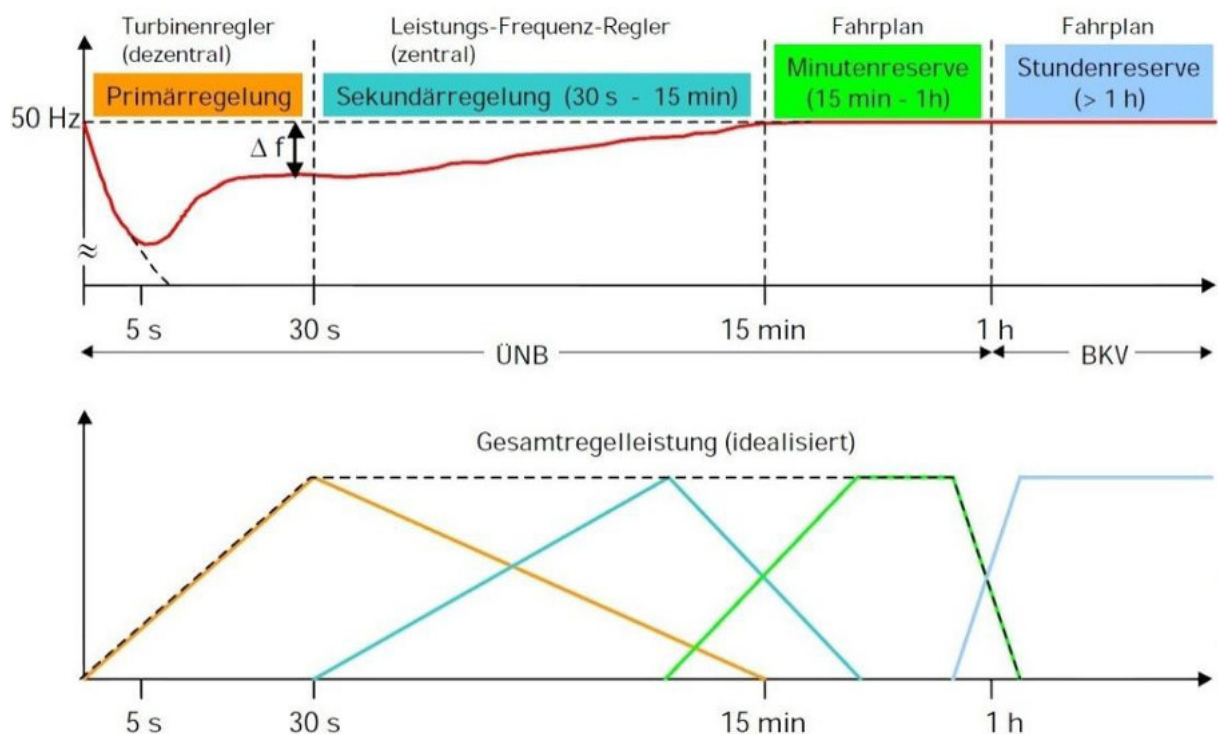 Turbinenregler
(dezentral)
Leistungs-Frequenz-Regler
(zentral)
Fahrplan
Fahrplan
Primärregelung
Sekundärregelung (30 s - 15 min)
Minutenreserve
(15 min - 1h)
Stundenreserve
(> 1 h)
50 Hz
Δ f
≈
5 s
30 s
15 min
1 h
ÜNB
BKV
Gesamtregelleistung (idealisiert)
5 s
30 s
15 min
1 h